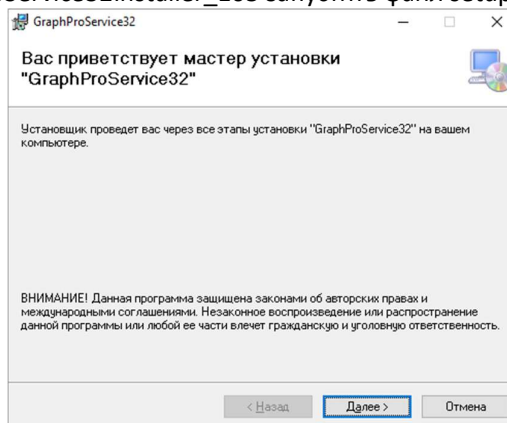 GraphProService32
Вас приветствует мастер установки
"GraphProService32"
Установщик проведет вас через все этапы установки "GraphProService32" на вашем
компьютере.
ВНИМАНИЕ! Данная программа защищена законами об авторских правах и
международными соглашениями. Незаконное воспроизведение или распространение
данной программы или любой ее части влечет гражданскую и уголовную ответственность.
< Назад Далее > Отмена